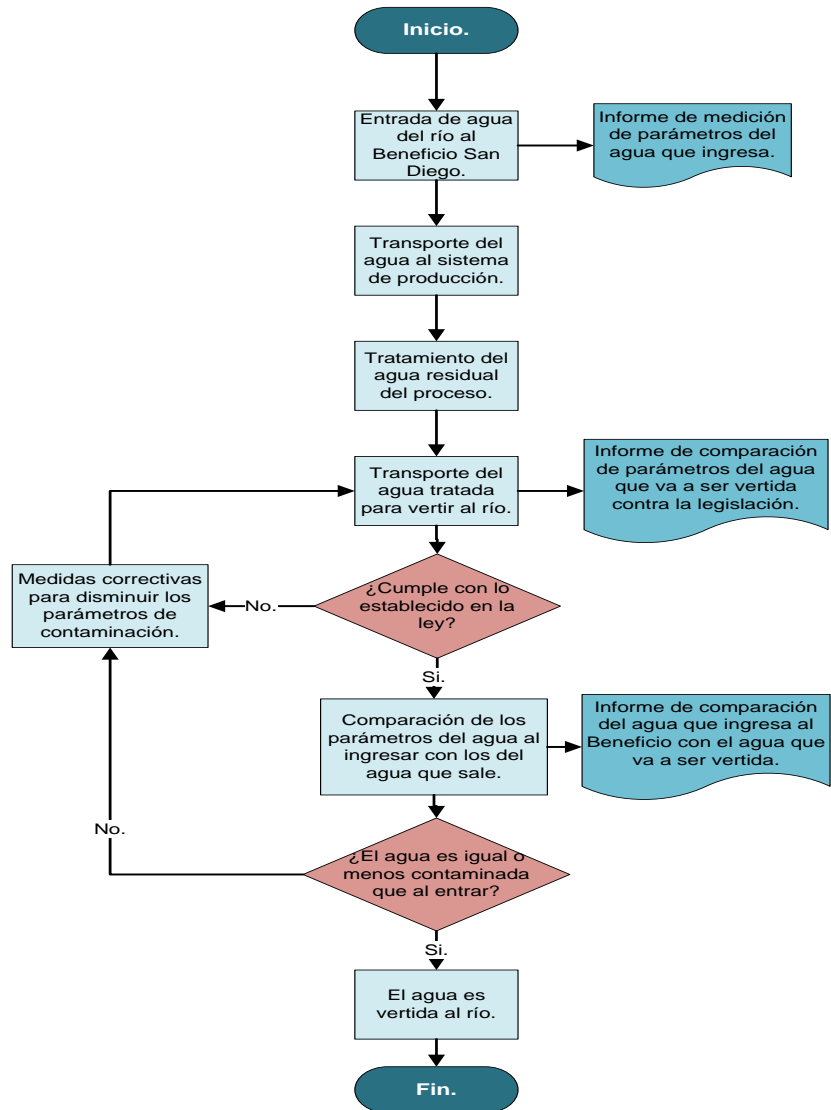 Inicio.
Entrada de agua
del río al
Beneficio San
Diego.
Informe de medición
de parámetros del
agua que ingresa.
Transporte del
agua al sistema
de producción.
Tratamiento del
agua residual
del proceso.
Transporte del
agua tratada
para vertir al río.
Informe de comparación
de parámetros del agua
que va a ser vertida
contra la legislación.
Medidas correctivas
para disminuir los
parámetros de
contaminación.
No.
¿Cumple con lo
establecido en la
ley?
Si.
Comparación de los
parámetros del agua al
ingresar con los del
agua que sale.
Informe de comparación
del agua que ingresa al
Beneficio con el agua que
va a ser vertida.
No.
¿El agua es igual o
menos contaminada
que al entrar?
Si.
El agua es
vertida al río.
Fin.